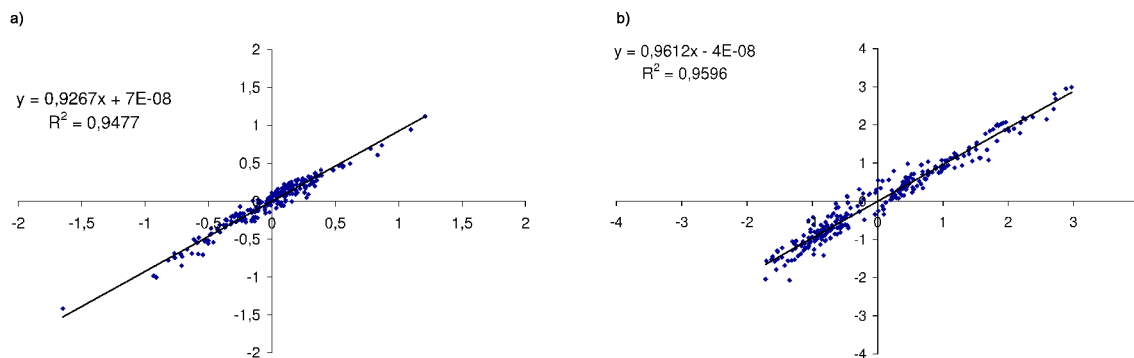 a)
y = 0,9267x + 7E-08
R² = 0,9477
2
1,5
1
0,5
0
-0,5
-1
-1,5
-2
-2 -1,5 -1 -0,5 0 0,5 1 1,5 2
b)
y = 0,9612x - 4E-08
R² = 0,9596
4
3
2
1
0
-1
-2
-3
-4
-4 -3 -2 -1 0 1 2 3